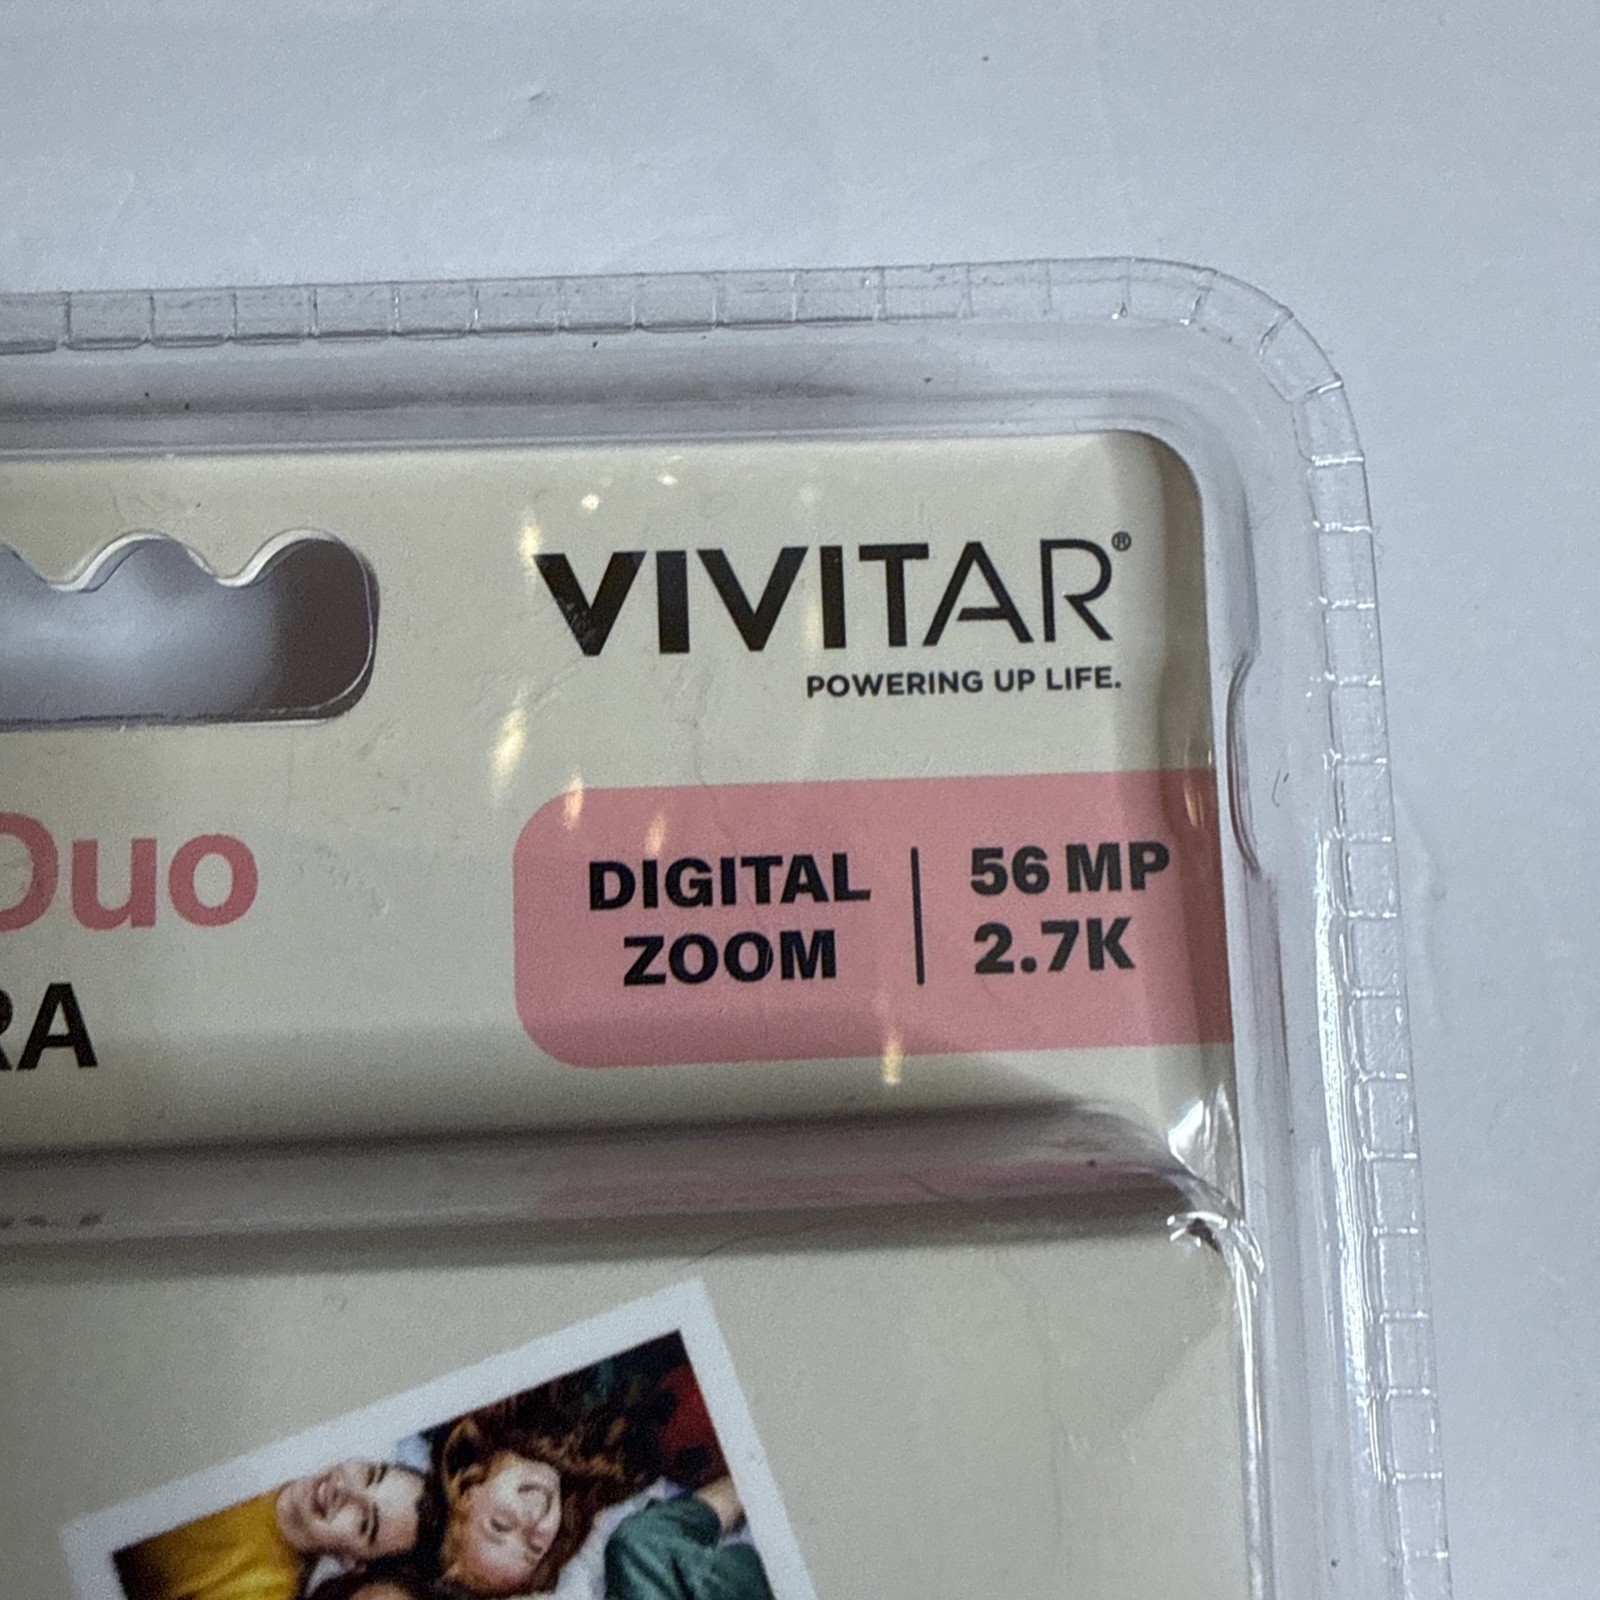 VIVITAR®
POWERING UP LIFE.
Duo
DIGITAL
ZOOM
56 MP
2.7K
RA